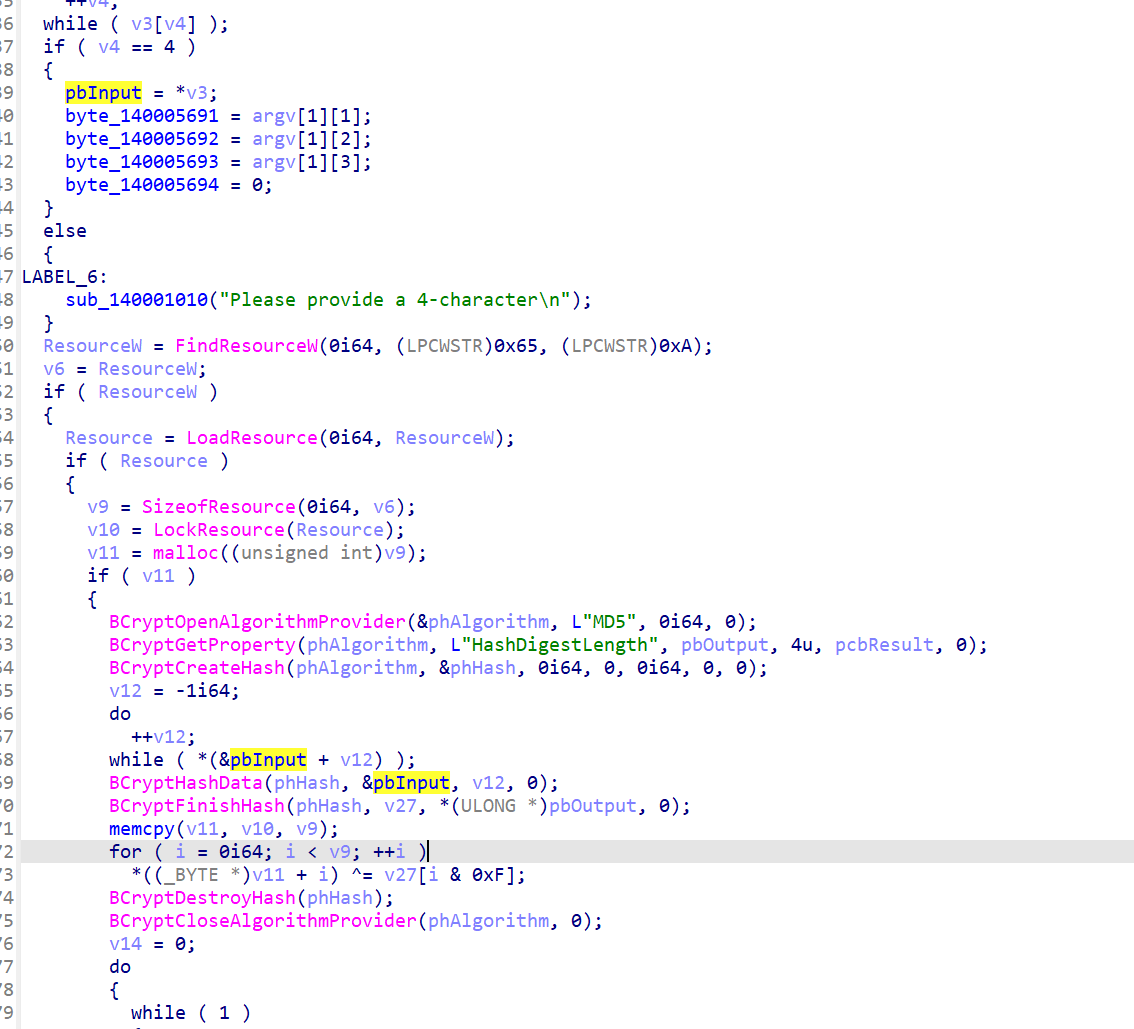 ++v4;
36 while ( v3[v4] );
37 if ( v4 == 4 )
38 {
39 pbInput = *v3;
40 byte_140005691 = argv[1][1];
41 byte_140005692 = argv[1][2];
42 byte_140005693 = argv[1][3];
43 byte_140005694 = 0;
44 }
45 else
46 {
47 LABEL_6:
48 sub_140001010("Please provide a 4-character\n");
49 }
50 ResourceW = FindResourceW(0i64, (LPCWSTR)0x65, (LPCWSTR)0xA);
51 v6 = ResourceW;
52 if ( ResourceW )
53 {
54 Resource = LoadResource(0i64, ResourceW);
55 if ( Resource )
56 {
57 v9 = SizeofResource(0i64, v6);
58 v10 = LockResource(Resource);
59 v11 = malloc((unsigned int)v9);
60 if ( v11 )
61 {
62 BCryptOpenAlgorithmProvider(&phAlgorithm, L"MD5", 0i64, 0);
63 BCryptGetProperty(phAlgorithm, L"HashDigestLength", pbOutput, 4u, pcbResult, 0);
64 BCryptCreateHash(phAlgorithm, &phHash, 0i64, 0, 0i64, 0, 0);
65 v12 = -1i64;
66 do
67 ++v12;
68 while ( *(&pbInput + v12) );
69 BCryptHashData(phHash, &pbInput, v12, 0);
70 BCryptFinishHash(phHash, v27, *(ULONG *)pbOutput, 0);
71 memcpy(v11, v10, v9);
72 for ( i = 0i64; i < v9; ++i )
73 *((_BYTE *)v11 + i) ^= v27[i & 0xF];
74 BCryptDestroyHash(phHash);
75 BCryptCloseAlgorithmProvider(phAlgorithm, 0);
76 v14 = 0;
77 do
78 {
79 while ( 1 )